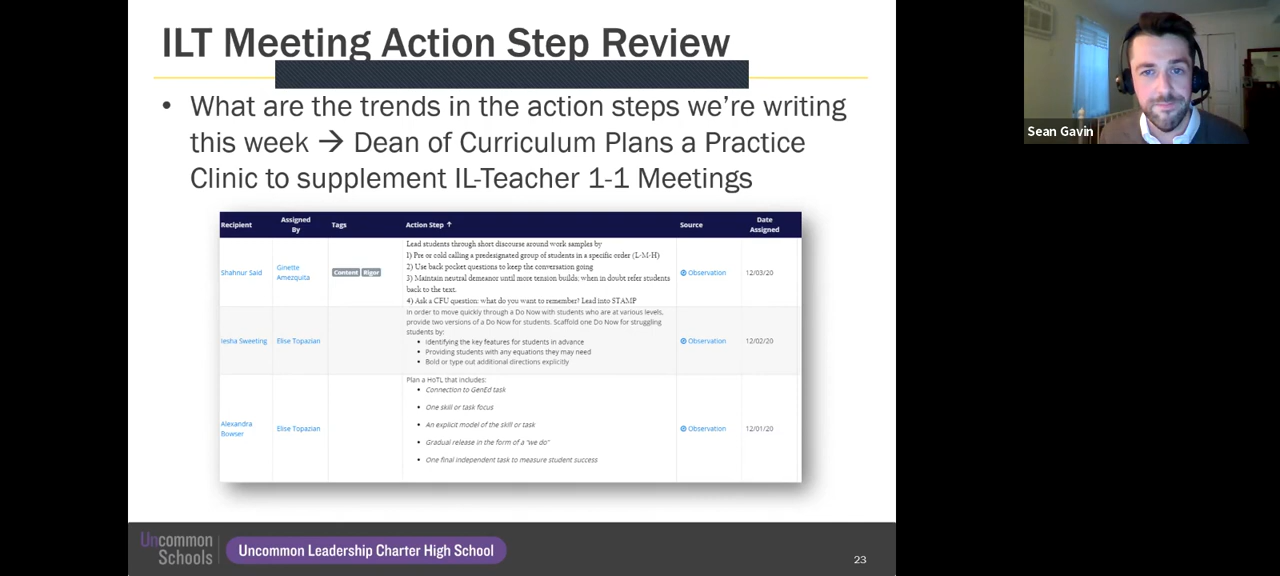 ILT Meeting Action Step Review
• What are the trends in the action steps we're writing
this week → Dean of Curriculum Plans a Practice
Clinic to supplement IL-Teacher 1-1 Meetings
Recipient Assigned By Tags Action Step ↑ Source Date Assigned
Shahnur Said Ginette Amezquita Content Rigor
Lead students through short discourse around work samples by
1) Pre or cold calling a predesignated group of students in a specific order (L-M-H)
2) Use back pocket questions to keep the conversation going
3) Maintain neutral demeanor until more tension builds; when in doubt refer students
back to the text.
4) Ask a CFU question: what do you want to remember? Lead into STAMP
Observation 12/03/20
Iesha Sweeting Elise Topazian
In order to move quickly through a Do Now with students who are at various levels,
provide two versions of a Do Now for students. Scaffold one Do Now for struggling
students by:
• Identifying the key features for students in advance
• Providing students with any equations they may need
• Bold or type out additional directions explicitly
Observation 12/02/20
Alexandra Bowser Elise Topazian
Plan a HoTL that includes:
• Connection to GenEd task
• One skill or task focus
• An explicit model of the skill or task
• Gradual release in the form of a "we do"
• One final independent task to measure student success
Observation 12/01/20
Uncommon
Schools
Uncommon Leadership Charter High School
23
Sean Gavin